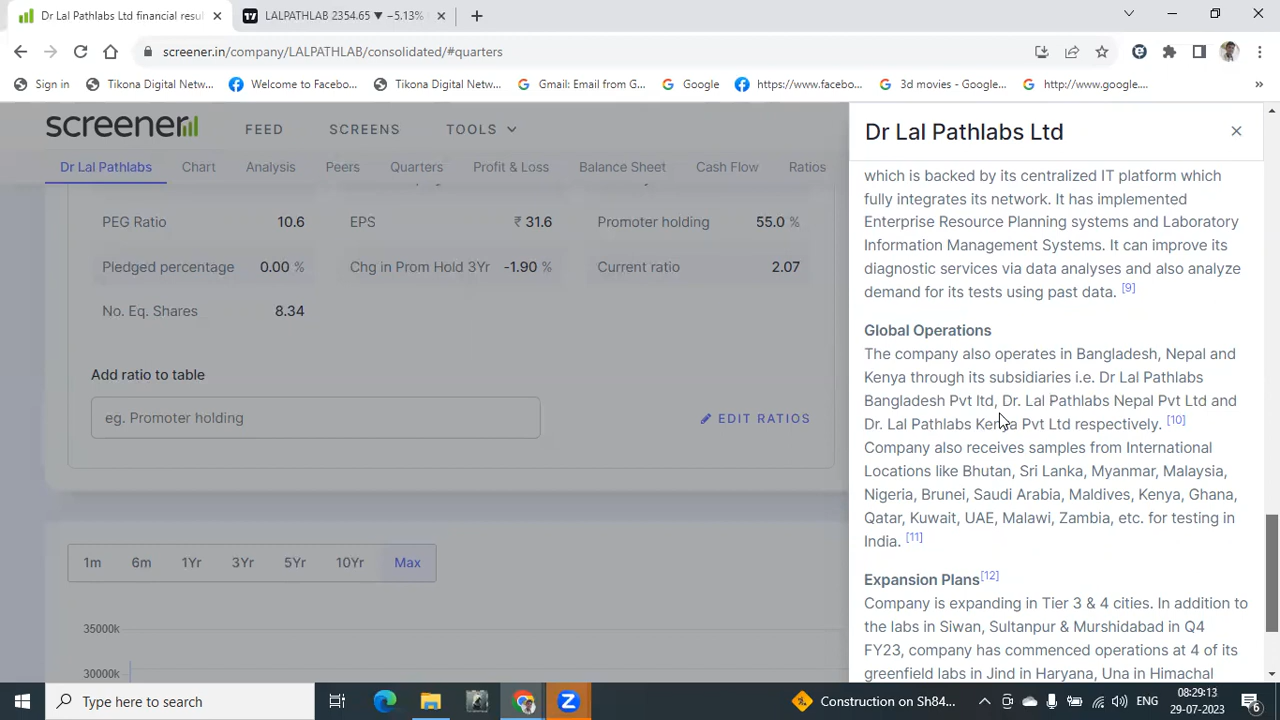 Dr Lal Pathlabs Ltd financial resul
LALPATHLAB 2354.65 ▼ −5.13%
screener.in/company/LALPATHLAB/consolidated/#quarters
Sign in
Tikona Digital Netw...
Welcome to Facebo...
Tikona Digital Netw...
Gmail: Email from G...
Google
https://www.facebo...
3d movies - Google...
http://www.google....
screener
FEED
SCREENS
TOOLS
Dr Lal Pathlabs
Chart
Analysis
Peers
Quarters
Profit & Loss
Balance Sheet
Cash Flow
Ratios
PEG Ratio 10.6
EPS ₹ 31.6
Promoter holding 55.0 %
Pledged percentage 0.00 %
Chg in Prom Hold 3Yr -1.90 %
Current ratio 2.07
No. Eq. Shares 8.34
Add ratio to table
eg. Promoter holding
EDIT RATIOS
1m 6m 1Yr 3Yr 5Yr 10Yr Max
35000k
30000k
Dr Lal Pathlabs Ltd
which is backed by its centralized IT platform which
fully integrates its network. It has implemented
Enterprise Resource Planning systems and Laboratory
Information Management Systems. It can improve its
diagnostic services via data analyses and also analyze
demand for its tests using past data. [9]
Global Operations
The company also operates in Bangladesh, Nepal and
Kenya through its subsidiaries i.e. Dr Lal Pathlabs
Bangladesh Pvt ltd, Dr. Lal Pathlabs Nepal Pvt Ltd and
Dr. Lal Pathlabs Kenya Pvt Ltd respectively. [10]
Company also receives samples from International
Locations like Bhutan, Sri Lanka, Myanmar, Malaysia,
Nigeria, Brunei, Saudi Arabia, Maldives, Kenya, Ghana,
Qatar, Kuwait, UAE, Malawi, Zambia, etc. for testing in
India. [11]
Expansion Plans[12]
Company is expanding in Tier 3 & 4 cities. In addition to
the labs in Siwan, Sultanpur & Murshidabad in Q4
FY23, company has commenced operations at 4 of its
greenfield labs in Jind in Haryana, Una in Himachal
Type here to search
Construction on Sh84...
ENG
08:29:13
29-07-2023
6